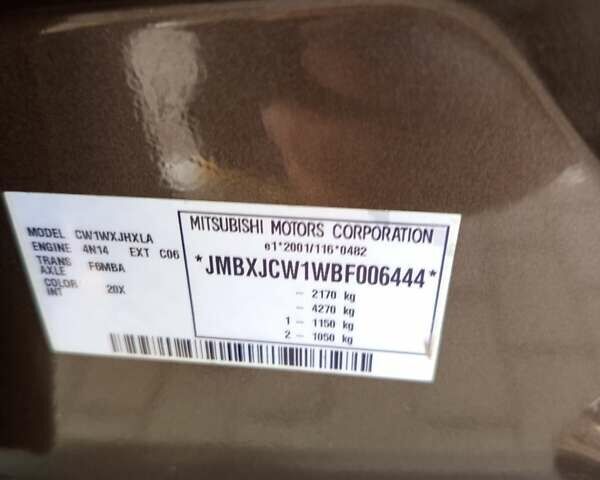 MODEL CW1WXJHXLA
ENGINE 4N14 EXT C06
TRANS
AXLE F6MBA
COLOR
INT 20X
MITSUBISHI MOTORS CORPORATION
e1*2001/116*0482
*JMBXJCW1WBF006444*
- 2170 kg
- 4270 kg
1 - 1150 kg
2 - 1050 kg